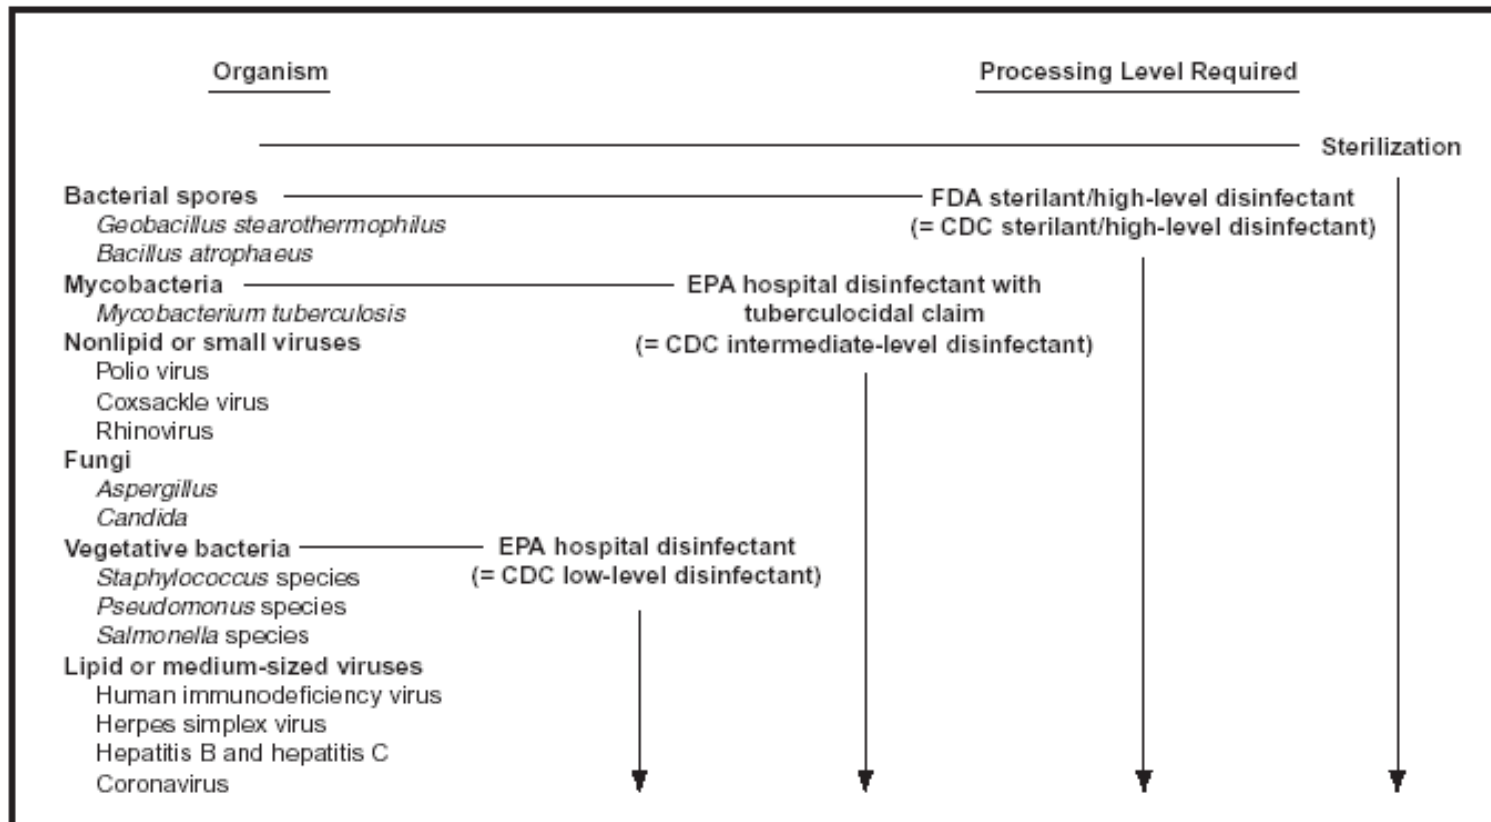 Organism Processing Level Required
Sterilization
Bacterial spores FDA sterilant/high-level disinfectant
Geobacillus stearothermophilus (= CDC sterilant/high-level disinfectant)
Bacillus atrophaeus
Mycobacteria EPA hospital disinfectant with
Mycobacterium tuberculosis tuberculocidal claim
Nonlipid or small viruses (= CDC intermediate-level disinfectant)
Polio virus
Coxsackle virus
Rhinovirus
Fungi
Aspergillus
Candida
Vegetative bacteria EPA hospital disinfectant
Staphylococcus species (= CDC low-level disinfectant)
Pseudomonus species
Salmonella species
Lipid or medium-sized viruses
Human immunodeficiency virus
Herpes simplex virus
Hepatitis B and hepatitis C
Coronavirus